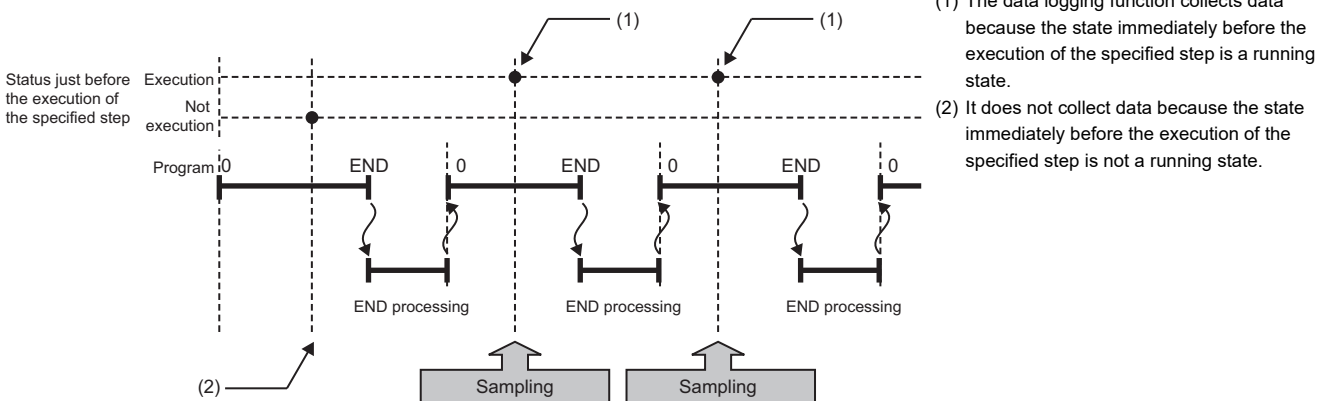 (1) The data logging function collects data
because the state immediately before the
execution of the specified step is a running
state.
(2) It does not collect data because the state
immediately before the execution of the
specified step is not a running state.
(1)
(1)
Status just before
the execution of
the specified step
Execution
Not
execution
Program
0
END
0
END
0
END
0
END processing
END processing
END processing
(2)
Sampling
Sampling